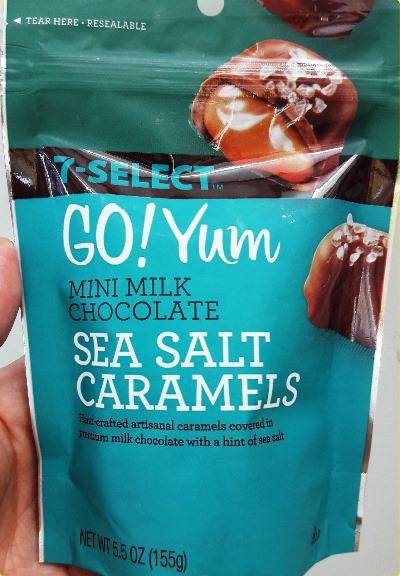 ◄ TEAR HERE • RESEALABLE
7-SELECT™
GO! Yum
MINI MILK
CHOCOLATE
SEA SALT
CARAMELS
Hand-crafted artisanal caramels covered in
premium milk chocolate with a hint of sea salt
NET WT 5.5 OZ (155g)